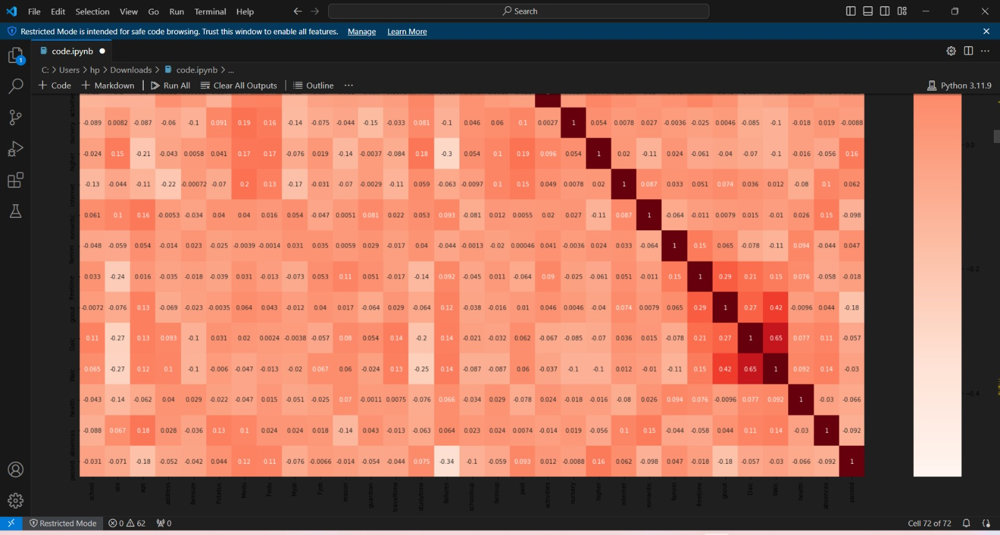 File Edit Selection View Go Run Terminal Help Search
Restricted Mode is intended for safe code browsing. Trust this window to enable all features. Manage Learn More
1
code.ipynb
C: > Users > hp > Downloads > code.ipynb > ...
Code Markdown Run All Clear All Outputs Outline ... Python 3.11.9
nursery -0.089 0.0082 -0.087 -0.06 -0.1 0.091 0.19 0.16 -0.14 -0.075 -0.044 -0.15 -0.033 0.081 -0.1 0.046 0.06 0.1 0.0027 1 0.054 0.0078 0.027 -0.0036 -0.025 0.0046 -0.085 -0.1 -0.018 0.019 -0.0088
higher -0.024 0.15 -0.21 -0.043 0.0058 0.041 0.17 0.17 -0.076 0.019 -0.14 -0.0037 -0.084 0.18 -0.3 0.054 0.1 0.19 0.096 0.054 1 0.02 -0.11 0.024 -0.061 -0.04 -0.07 -0.1 -0.016 -0.056 0.16
internet -0.13 -0.044 -0.11 -0.22 -0.00072 -0.07 0.2 0.13 -0.17 -0.031 -0.07 -0.0029 -0.11 0.059 -0.063 -0.0097 0.1 0.15 0.049 0.0078 0.02 1 0.087 0.033 0.051 0.074 0.036 0.012 -0.08 0.1 0.062
romantic 0.061 0.1 0.16 -0.0053 -0.034 0.04 0.04 0.016 0.054 -0.047 0.0051 0.081 0.022 0.053 0.093 -0.081 0.012 0.0055 0.02 0.027 -0.11 0.087 1 -0.064 -0.011 0.0079 0.015 -0.01 0.026 0.15 -0.098
famrel -0.048 -0.059 0.054 -0.014 0.023 -0.025 -0.0039 -0.0014 0.031 0.035 0.0059 0.029 -0.017 0.04 -0.044 -0.0013 -0.02 0.00046 0.041 -0.0036 0.024 0.033 -0.064 1 0.15 0.065 -0.078 -0.11 0.094 -0.044 0.047
freetime 0.033 -0.24 0.016 -0.035 -0.018 -0.039 0.031 -0.013 -0.073 0.053 0.11 0.051 -0.017 -0.14 0.092 -0.045 0.011 -0.064 0.09 -0.025 -0.061 0.051 -0.011 0.15 1 0.29 0.21 0.15 0.076 -0.058 -0.018
goout -0.0072 -0.076 0.13 -0.069 -0.023 -0.0035 0.064 0.043 -0.012 0.04 0.017 -0.064 0.029 -0.064 0.12 -0.038 -0.016 0.01 0.046 0.0046 -0.04 0.074 0.0079 0.065 0.29 1 0.27 0.42 -0.0096 0.044 -0.18
Dalc 0.11 -0.27 0.13 0.093 -0.1 0.031 0.02 0.0024 -0.0038 -0.057 0.08 0.054 0.14 -0.2 0.14 -0.021 -0.032 0.062 -0.067 -0.085 -0.07 0.036 0.015 -0.078 0.21 0.27 1 0.65 0.077 0.11 -0.057
Walc 0.065 -0.27 0.12 0.1 -0.1 -0.006 -0.047 -0.013 -0.02 0.067 0.06 -0.024 0.13 -0.25 0.14 -0.087 -0.087 0.06 -0.037 -0.1 -0.1 0.012 -0.01 -0.11 0.15 0.42 0.65 1 0.092 0.14 -0.03
health -0.043 -0.14 -0.062 0.04 0.029 -0.022 -0.047 0.015 -0.051 -0.025 0.07 -0.0011 0.0075 -0.076 0.066 -0.034 0.029 -0.078 0.024 -0.018 -0.016 -0.08 0.026 0.094 0.076 -0.0096 0.077 0.092 1 -0.03 -0.066
absences -0.088 0.067 0.18 0.028 -0.036 0.13 0.1 0.024 0.024 0.018 -0.14 0.043 -0.013 -0.063 0.064 0.023 0.024 0.0074 -0.014 0.019 -0.056 0.1 0.15 -0.044 -0.058 0.044 0.11 0.14 -0.03 1 -0.092
passed -0.031 -0.071 -0.18 -0.052 -0.042 0.044 0.12 0.11 -0.076 -0.0066 -0.014 -0.054 -0.044 0.075 -0.34 -0.1 -0.059 0.093 0.012 -0.0088 0.16 0.062 -0.098 0.047 -0.018 -0.18 -0.057 -0.03 -0.066 -0.092 1
school sex age address famsize Pstatus Medu Fedu Mjob Fjob reason guardian traveltime studytime failures schoolsup famsup paid activities nursery higher internet romantic famrel freetime goout Dalc Walc health absences passed
0.0
-0.2
-0.4
Restricted Mode 0 62 0 Cell 72 of 72